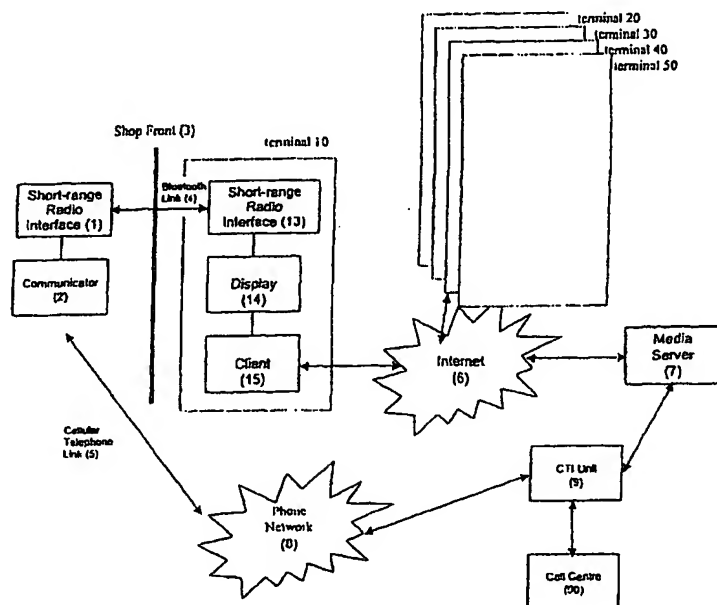 terminal 20
terminal 30
terminal 40
terminal 50
Shop Front (3)
terminal 10
Bluetooth
Link (4)
Short-range
Radio
Interface (1)
Short-range
Radio
Interface (13)
Communicator
(2)
Display
(14)
Client
(15)
Internet
(6)
Media
Server
(7)
Cellular
Telephone
Link (5)
CTI Unit
(9)
Phone
Network
(8)
Call Centre
(90)